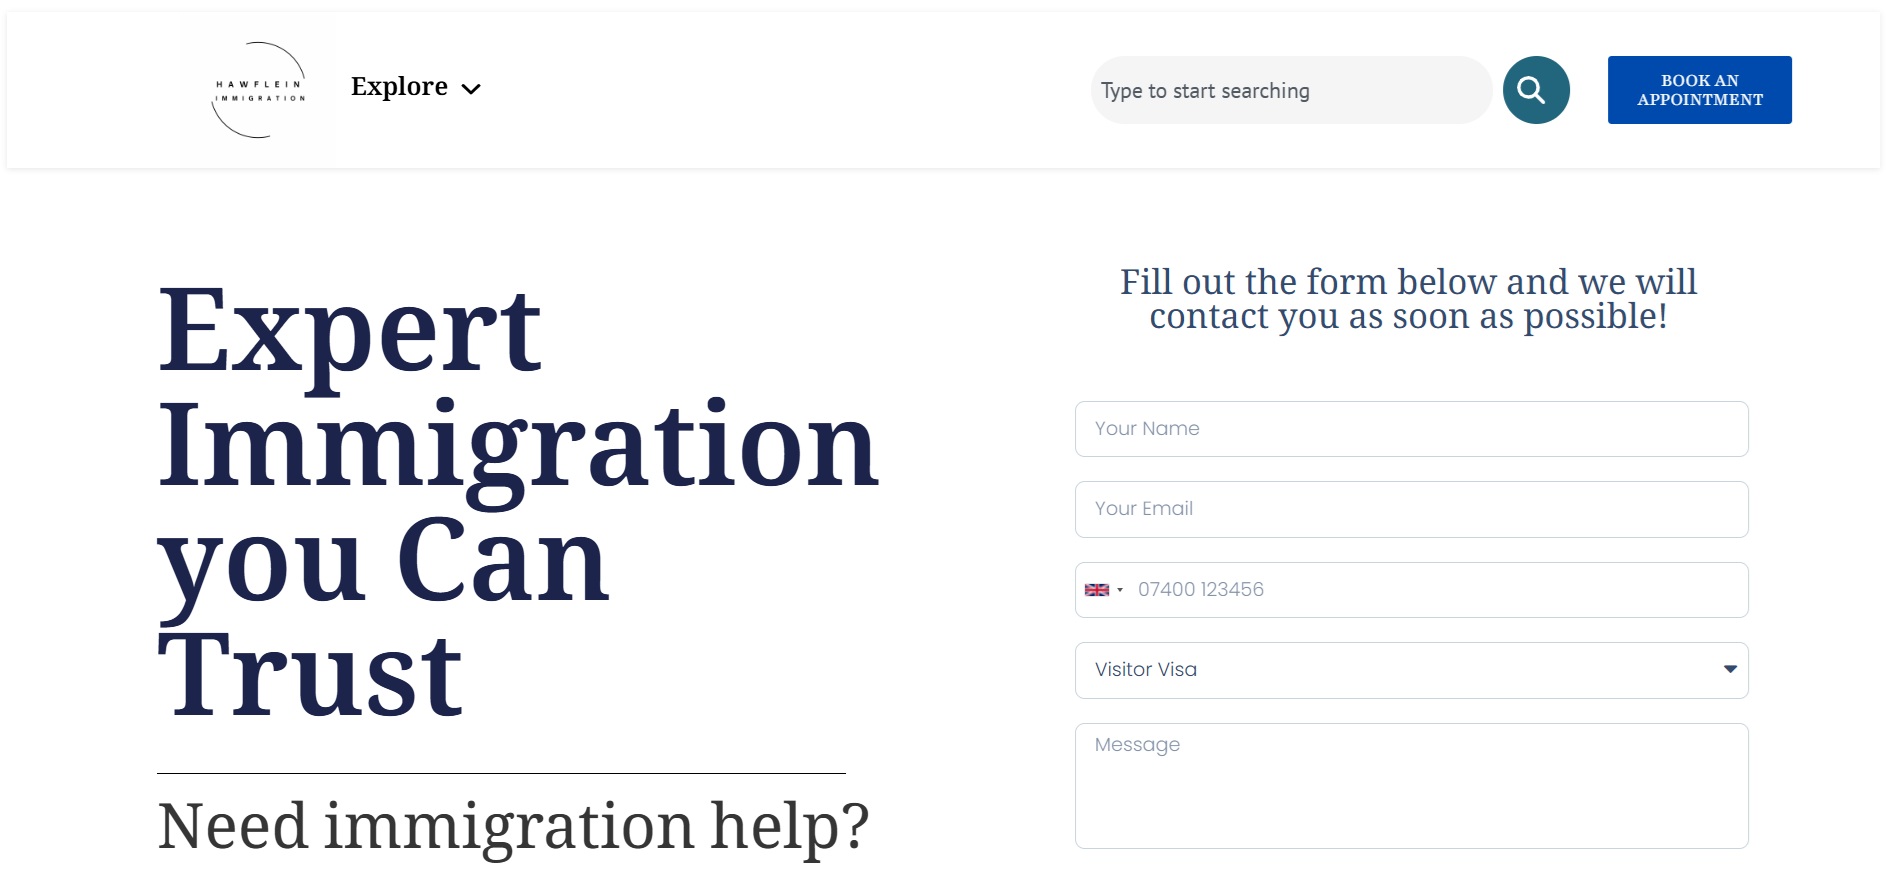 HAWFLEIN
IMMIGRATION
Explore
Type to start searching
BOOK AN
APPOINTMENT
Expert
Immigration
you Can
Trust
Need immigration help?
Fill out the form below and we will
contact you as soon as possible!
Your Name
Your Email
07400 123456
Visitor Visa
Message